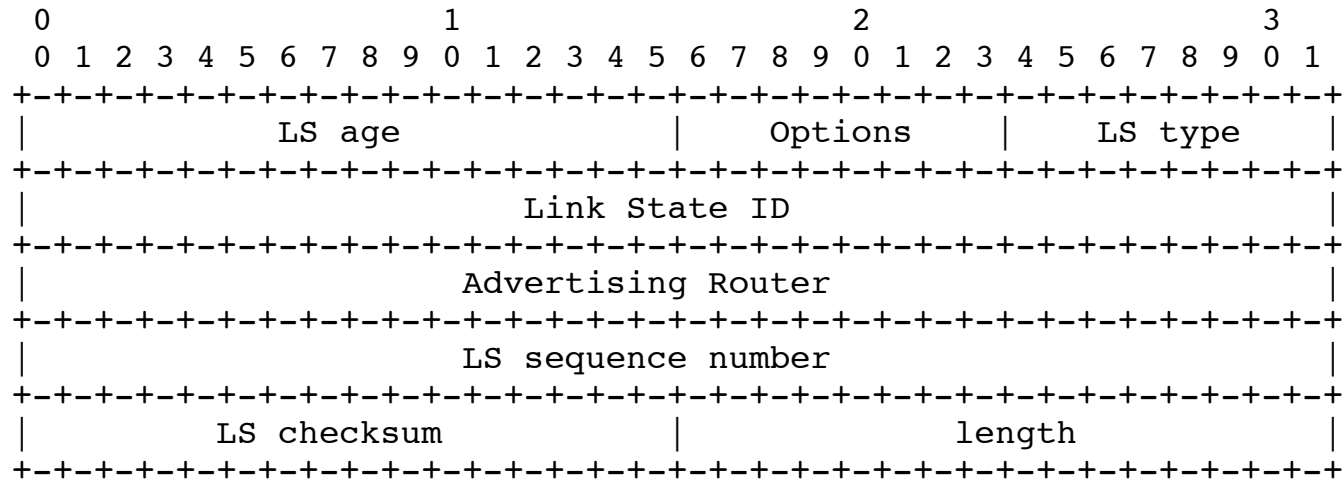 0                   1                   2                   3
0 1 2 3 4 5 6 7 8 9 0 1 2 3 4 5 6 7 8 9 0 1 2 3 4 5 6 7 8 9 0 1
+-+-+-+-+-+-+-+-+-+-+-+-+-+-+-+-+-+-+-+-+-+-+-+-+-+-+-+-+-+-+-+-+
|            LS age             |    Options    |    LS type    |
+-+-+-+-+-+-+-+-+-+-+-+-+-+-+-+-+-+-+-+-+-+-+-+-+-+-+-+-+-+-+-+-+
|                        Link State ID                          |
+-+-+-+-+-+-+-+-+-+-+-+-+-+-+-+-+-+-+-+-+-+-+-+-+-+-+-+-+-+-+-+-+
|                     Advertising Router                        |
+-+-+-+-+-+-+-+-+-+-+-+-+-+-+-+-+-+-+-+-+-+-+-+-+-+-+-+-+-+-+-+-+
|                     LS sequence number                        |
+-+-+-+-+-+-+-+-+-+-+-+-+-+-+-+-+-+-+-+-+-+-+-+-+-+-+-+-+-+-+-+-+
|         LS checksum           |             length            |
+-+-+-+-+-+-+-+-+-+-+-+-+-+-+-+-+-+-+-+-+-+-+-+-+-+-+-+-+-+-+-+-+